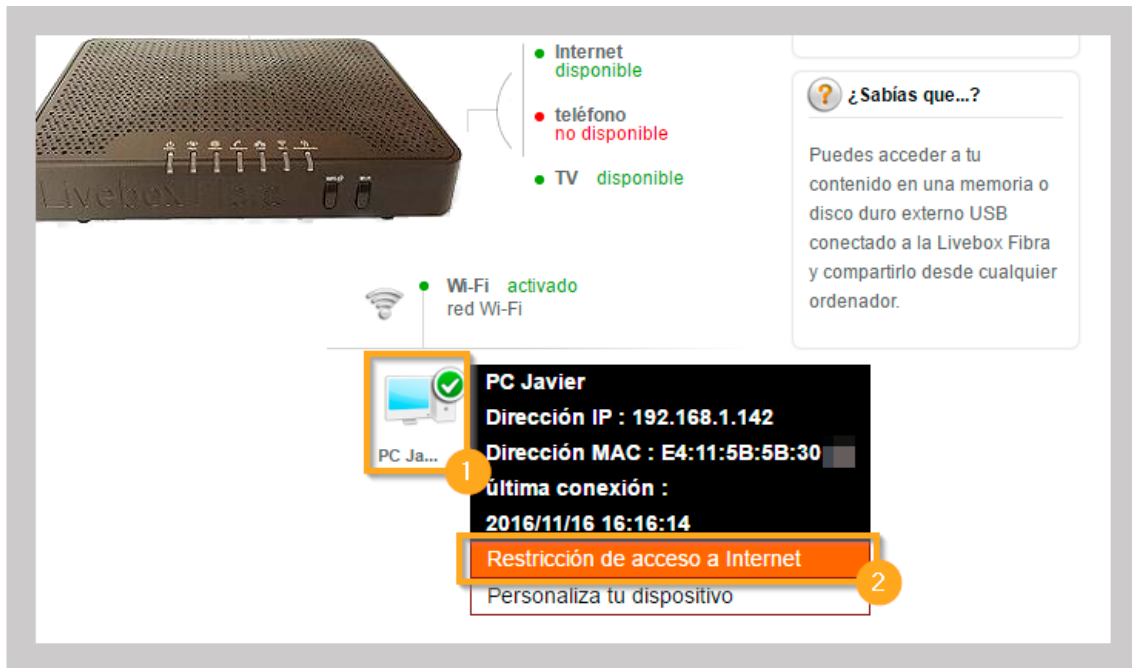 Internet
disponible
teléfono
no disponible
TV disponible
¿Sabías que...?
Puedes acceder a tu
contenido en una memoria o
disco duro externo USB
conectado a la Livebox Fibra
y compartirlo desde cualquier
ordenador.
Livebox Fibra
Wi-Fi activado
red Wi-Fi
PC Ja...
1
PC Javier
Dirección IP : 192.168.1.142
Dirección MAC : E4:11:5B:5B:30
última conexión :
2016/11/16 16:16:14
Restricción de acceso a Internet
2
Personaliza tu dispositivo